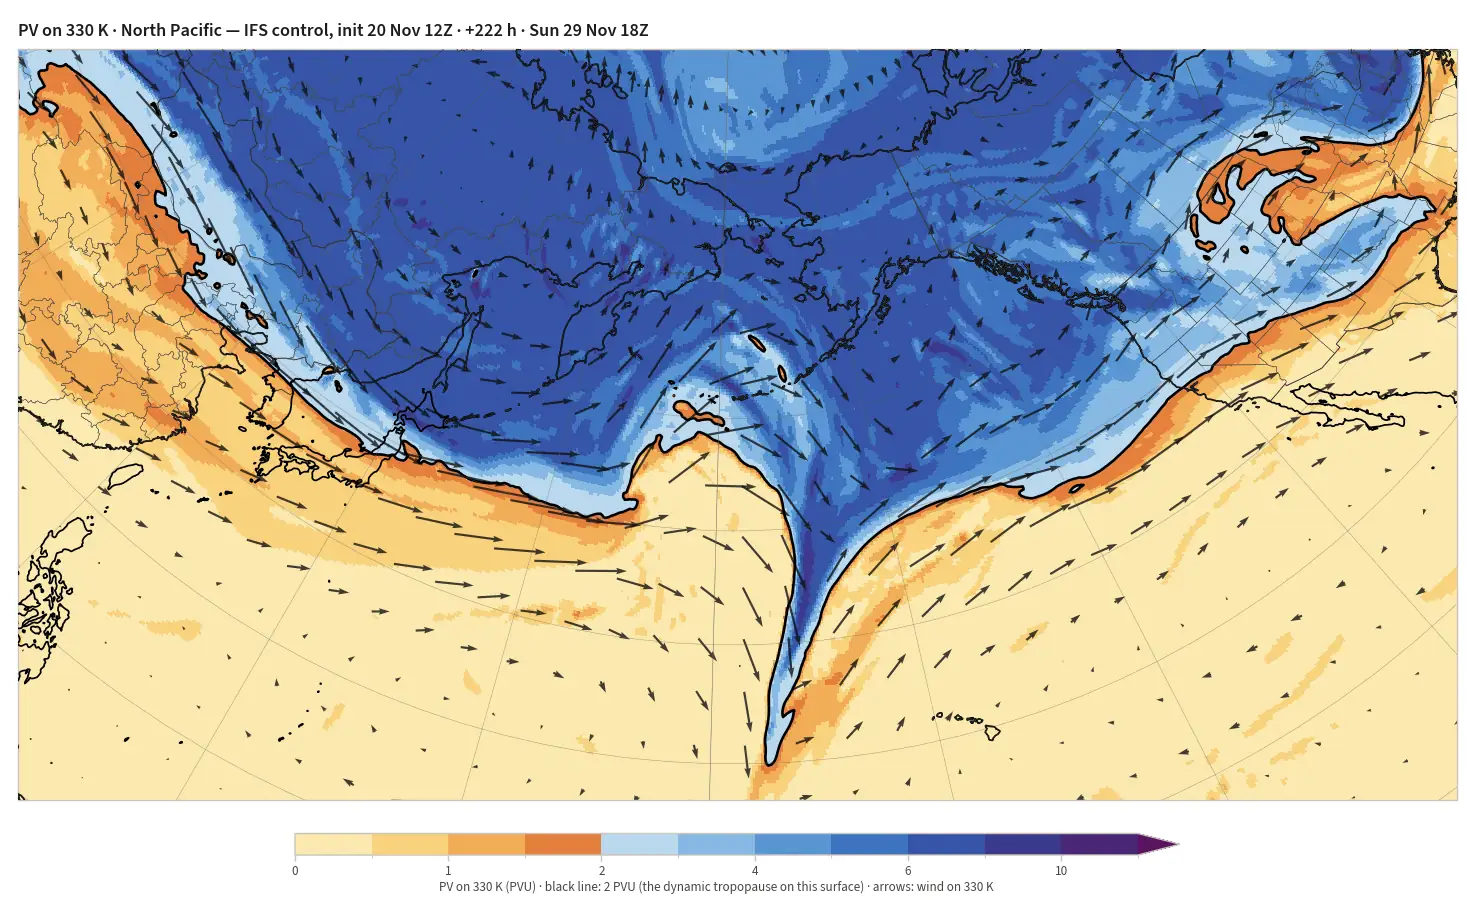 PV on 330 K · North Pacific — IFS control, init 20 Nov 12Z · +222 h · Sun 29 Nov 18Z
0 1 2 4 6 10
PV on 330 K (PVU) · black line: 2 PVU (the dynamic tropopause on this surface) · arrows: wind on 330 K